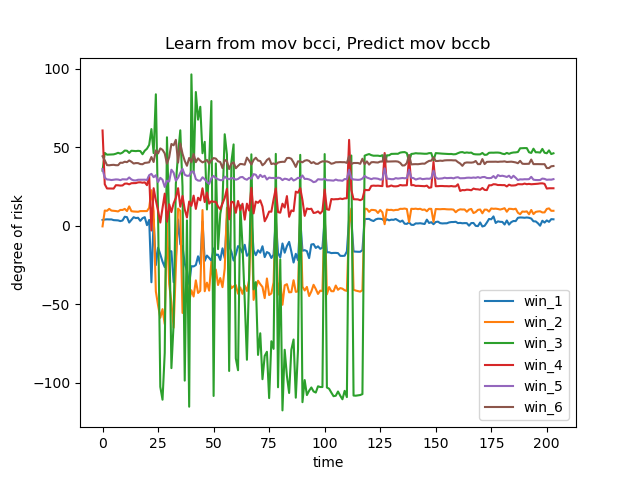 Learn from mov bcci, Predict mov bccb
degree of risk
100
50
0
−50
−100
0 25 50 75 100 125 150 175 200
time
win_1
win_2
win_3
win_4
win_5
win_6